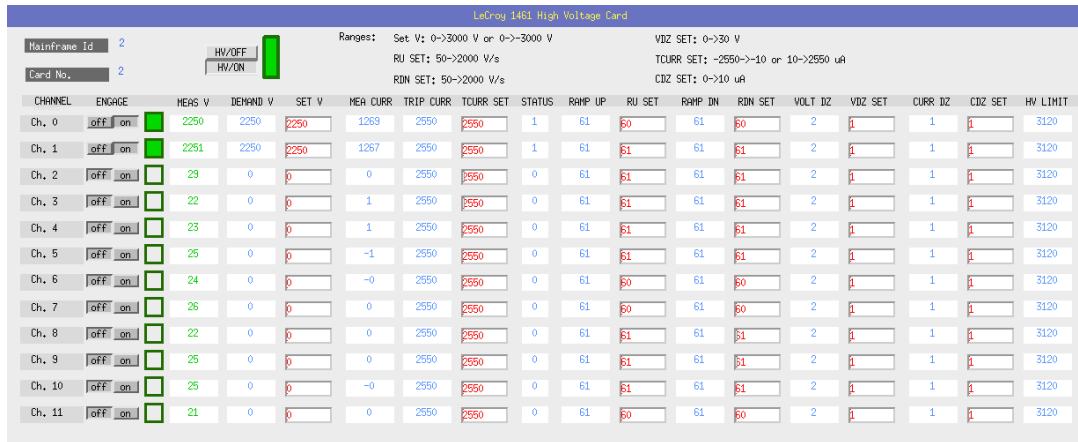 LeCroy 1461 High Voltage Card
Mainframe Id 2
Card No. 2
HV/OFF
HV/ON
Ranges: Set V: 0->3000 V or 0->-3000 V VDZ SET: 0->30 V
RU SET: 50->2000 V/s TCURR SET: -2550->-10 or 10->2550 uA
RDN SET: 50->2000 V/s CDZ SET: 0->10 uA
CHANNEL ENGAGE MEAS V DEMAND V SET V MEA CURR TRIP CURR TCURR SET STATUS RAMP UP RU SET RAMP DN RDN SET VOLT DZ VDZ SET CURR DZ CDZ SET HV LIMIT
Ch. 0 off on 2250 2250 2250 1269 2550 2550 1 61 60 61 60 2 1 1 1 3120
Ch. 1 off on 2251 2250 2250 1267 2550 2550 1 61 61 61 61 2 1 1 1 3120
Ch. 2 off on 29 0 0 0 2550 2550 0 61 61 61 61 2 1 1 1 3120
Ch. 3 off on 22 0 0 1 2550 2550 0 61 60 61 60 2 1 1 1 3120
Ch. 4 off on 23 0 0 1 2550 2550 0 61 61 61 61 2 1 1 1 3120
Ch. 5 off on 25 0 0 -1 2550 2550 0 61 61 61 61 2 1 1 1 3120
Ch. 6 off on 24 0 0 -0 2550 2550 0 61 61 61 61 2 1 1 1 3120
Ch. 7 off on 26 0 0 0 2550 2550 0 61 60 61 60 2 1 1 1 3120
Ch. 8 off on 22 0 0 0 2550 2550 0 61 61 61 61 2 1 1 1 3120
Ch. 9 off on 25 0 0 0 2550 2550 0 61 61 61 61 2 1 1 1 3120
Ch. 10 off on 25 0 0 -0 2550 2550 0 61 61 61 61 2 1 1 1 3120
Ch. 11 off on 21 0 0 0 2550 2550 0 61 60 61 60 2 1 1 1 3120